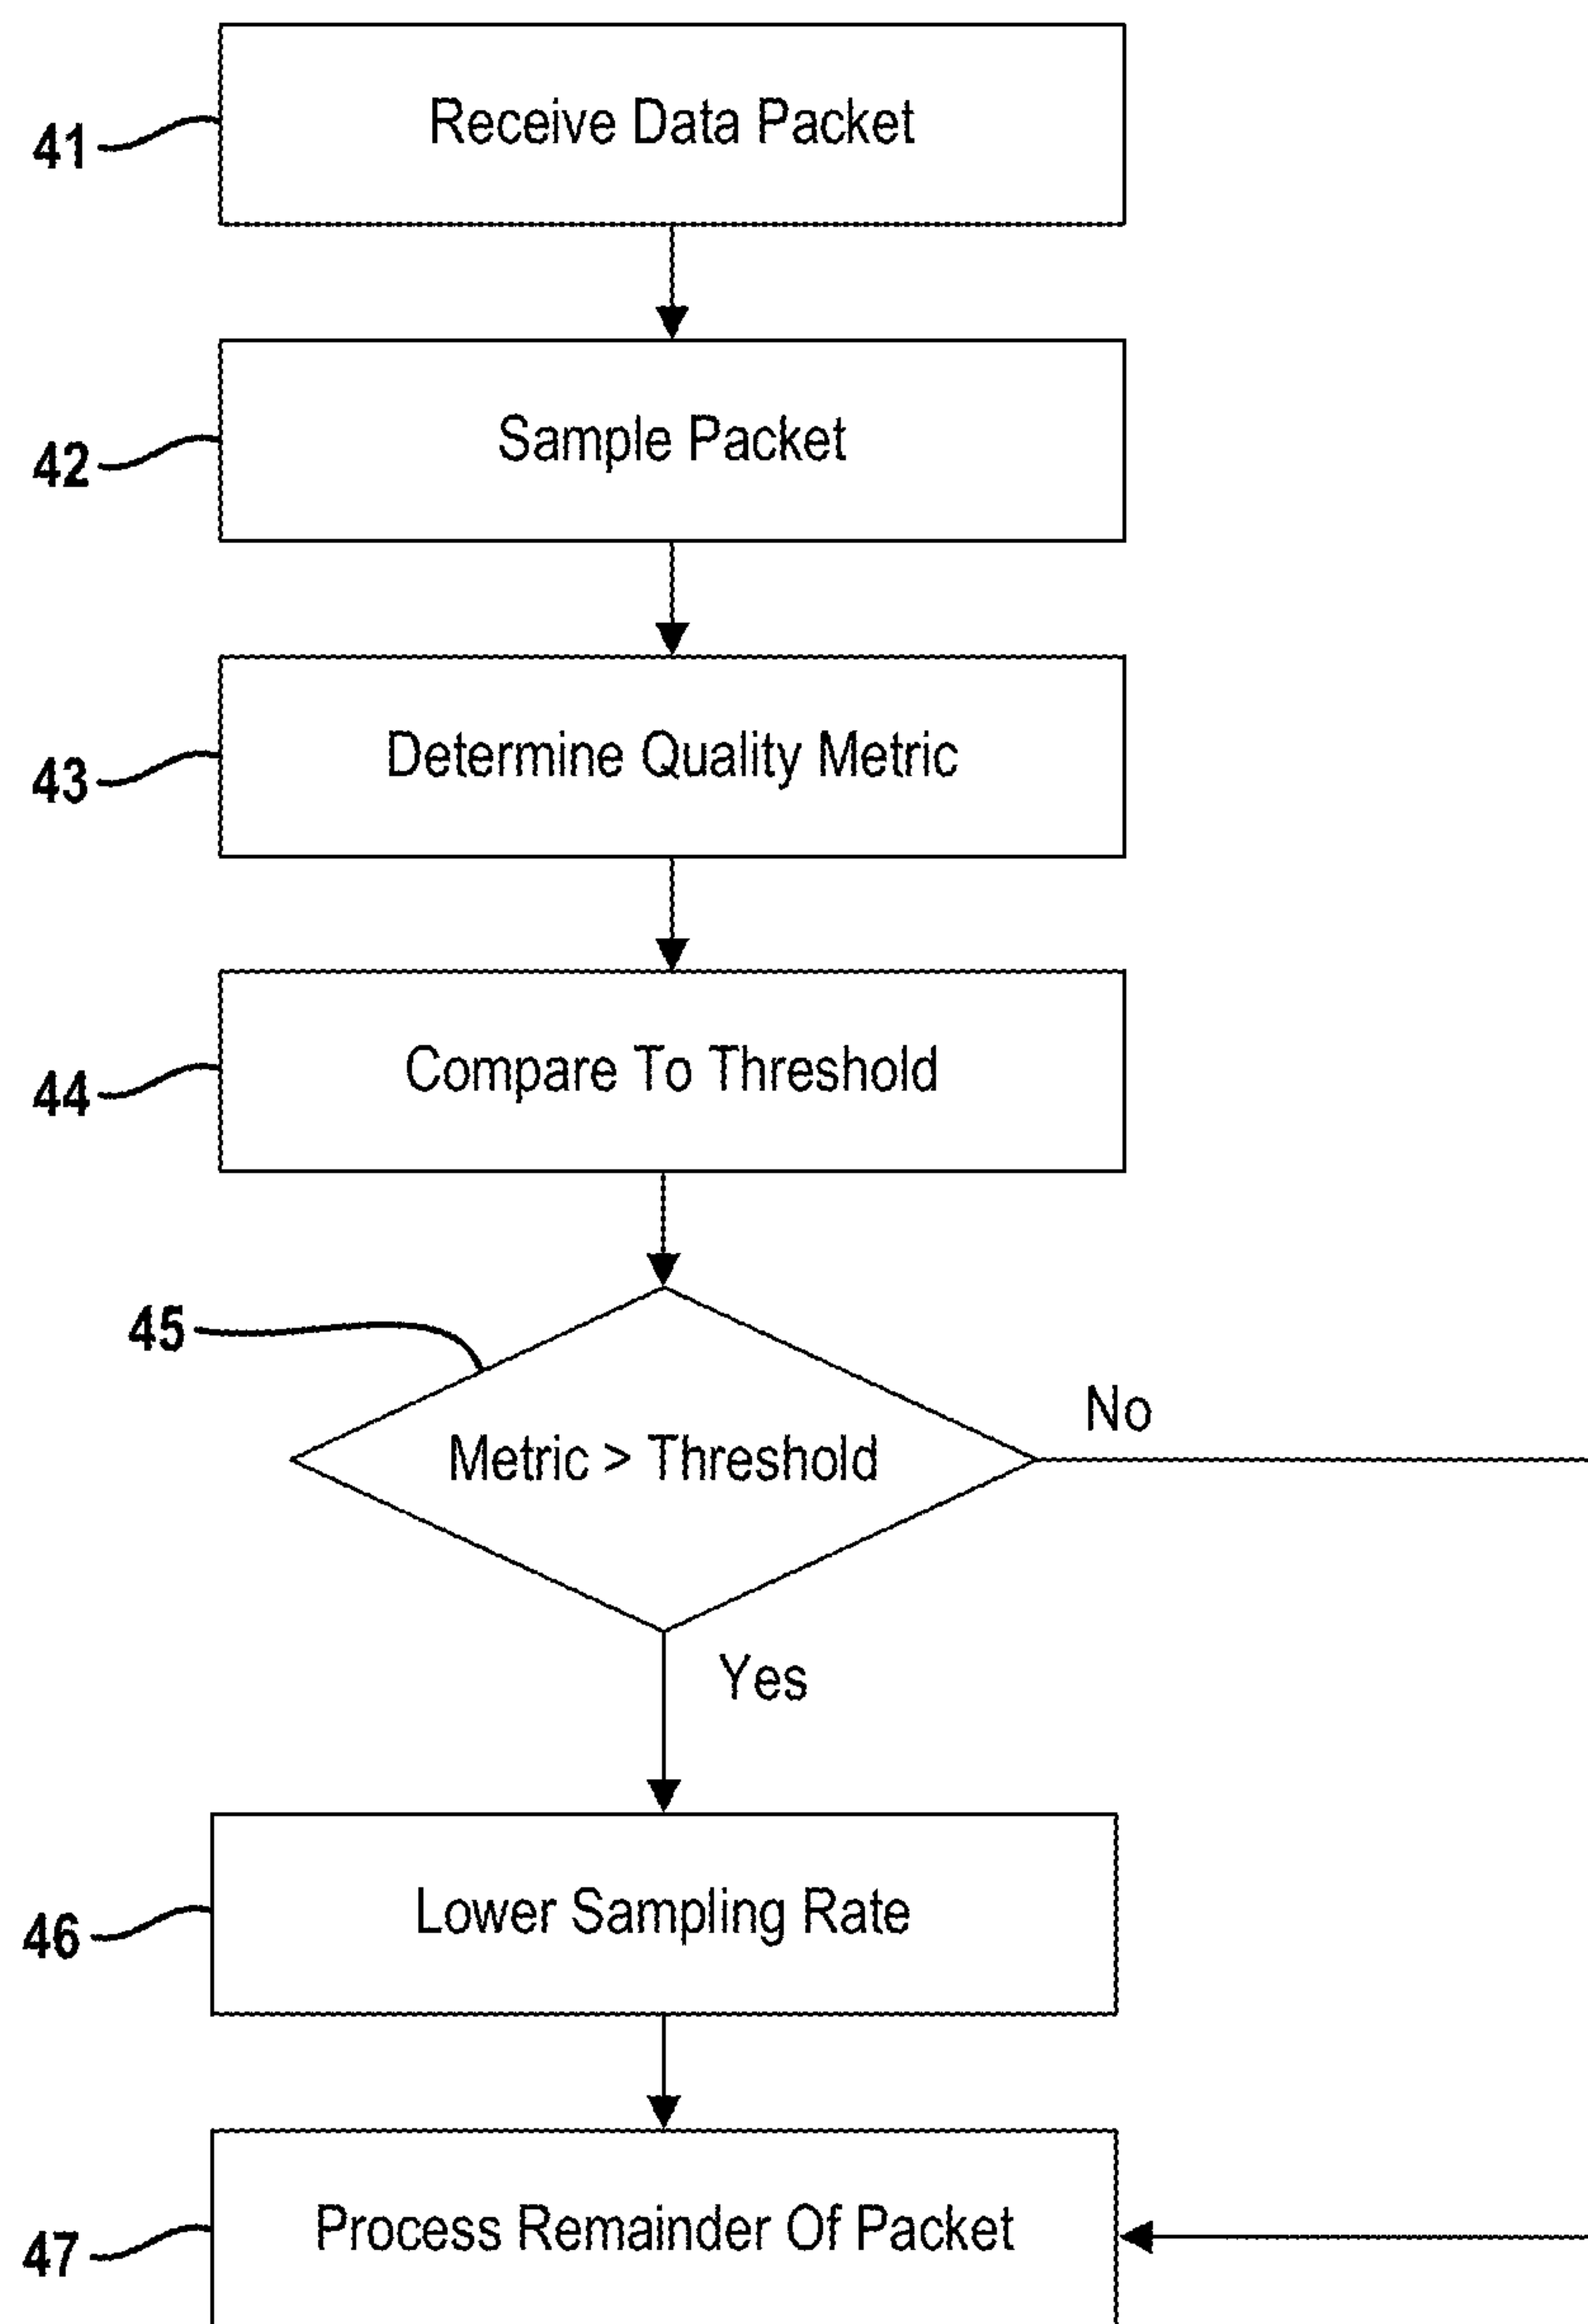 41
Receive Data Packet
42
Sample Packet
43
Determine Quality Metric
44
Compare To Threshold
45
Metric > Threshold
No
Yes
46
Lower Sampling Rate
47
Process Remainder Of Packet